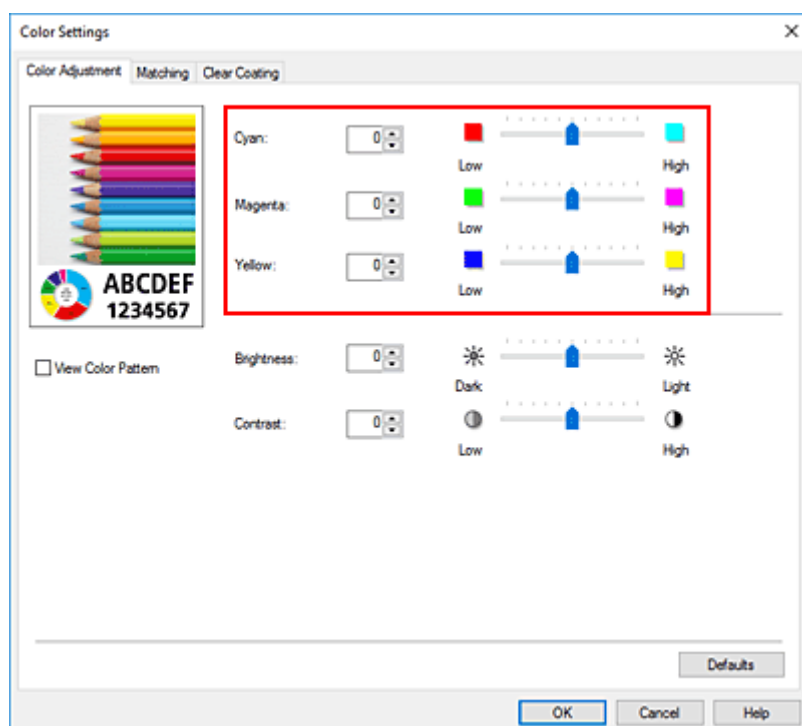 Color Settings
Color Adjustment Matching Clear Coating
Cyan: 0 Low High
Magenta: 0 Low High
Yellow: 0 Low High
ABCDEF
1234567
View Color Pattern
Brightness: 0 Dark Light
Contrast: 0 Low High
Defaults
OK Cancel Help